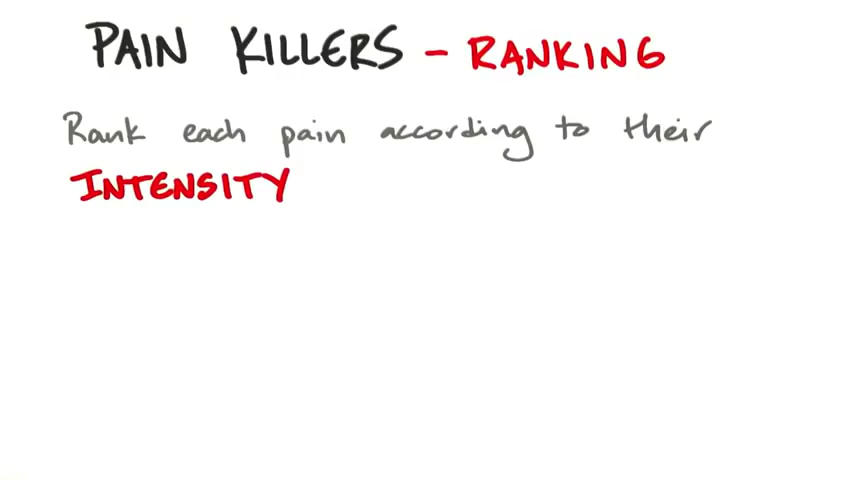 PAIN KILLERS - RANKING
Rank each pain according to their
INTENSITY